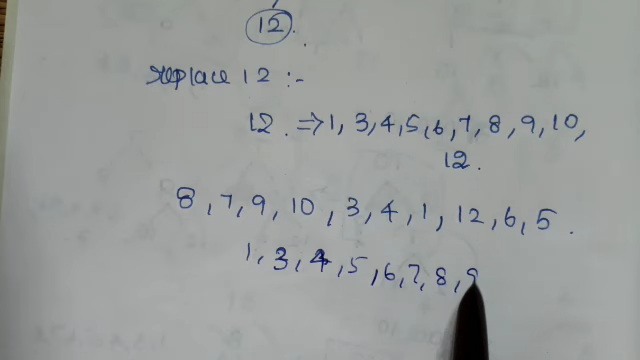 12.
replace 12 :-
12. ⇒ 1, 3, 4, 5, 6, 7, 8, 9, 10,
12.
8, 7, 9, 10, 3, 4, 1, 12, 6, 5.
1, 3, 4, 5, 6, 7, 8, 9